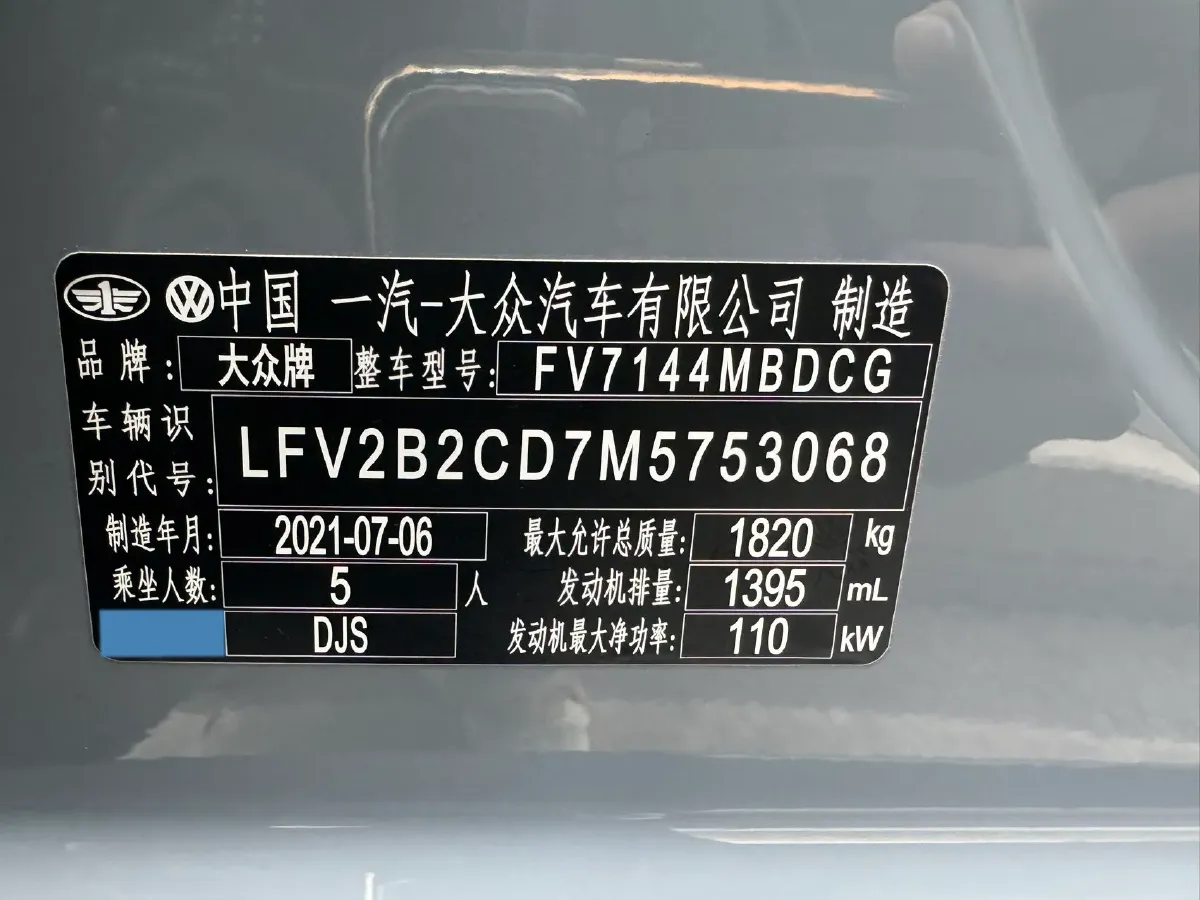 中国 一汽-大众汽车有限公司 制造
品牌: 大众牌 整车型号: FV7144MBDCG
车辆识别代号: LFV2B2CD7M5753068
制造年月: 2021-07-06 最大允许总质量: 1820 kg
乘坐人数: 5 人 发动机排量: 1395 mL
DJS 发动机最大净功率: 110 kW